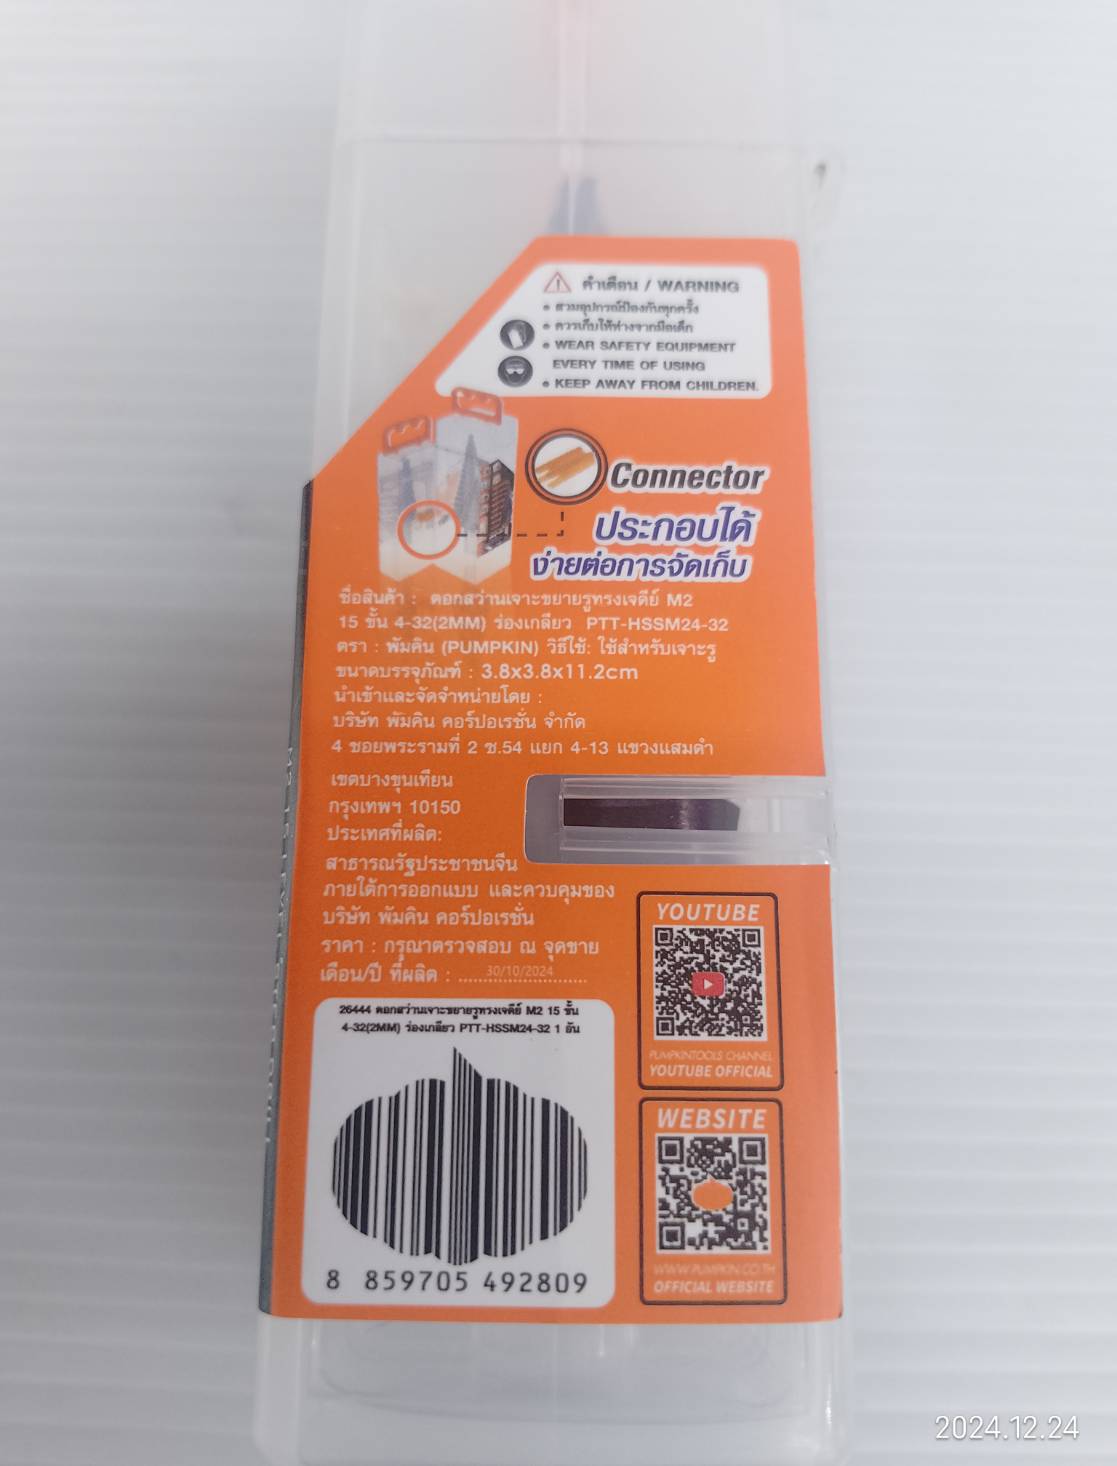 คำเตือน / WARNING
• สวมอุปกรณ์ป้องกันทุกครั้ง
• ควรเก็บให้ห่างจากมือเด็ก
• WEAR SAFETY EQUIPMENT
EVERY TIME OF USING
• KEEP AWAY FROM CHILDREN.
Connector
ประกอบได้
ง่ายต่อการจัดเก็บ
ชื่อสินค้า : ดอกสว่านเจาะขยายรูทรงเจดีย์ M2
15 ชั้น 4-32(2MM) ร่องเกลียว PTT-HSSM24-32
ตรา : พัมคิน (PUMPKIN) วิธีใช้: ใช้สำหรับเจาะรู
ขนาดบรรจุภัณฑ์ : 3.8x3.8x11.2cm
นำเข้าและจัดจำหน่ายโดย :
บริษัท พัมคิน คอร์ปอเรชั่น จำกัด
4 ซอยพระรามที่ 2 ซ.54 แยก 4-13 แขวงแสมดำ
เขตบางขุนเทียน
กรุงเทพฯ 10150
ประเทศที่ผลิต:
สาธารณรัฐประชาชนจีน
ภายใต้การออกแบบ และควบคุมของ
บริษัท พัมคิน คอร์ปอเรชั่น
ราคา : กรุณาตรวจสอบ ณ จุดขาย
เดือน/ปี ที่ผลิต : 30/10/2024
26444 ดอกสว่านเจาะขยายรูทรงเจดีย์ M2 15 ชั้น
4-32(2MM) ร่องเกลียว PTT-HSSM24-32 1 อัน
8 859705 492809
YOUTUBE
PUMPKINTOOLS CHANNEL
YOUTUBE OFFICIAL
WEBSITE
WWW.PUMPKIN.CO.TH
OFFICIAL WEBSITE
2024.12.24